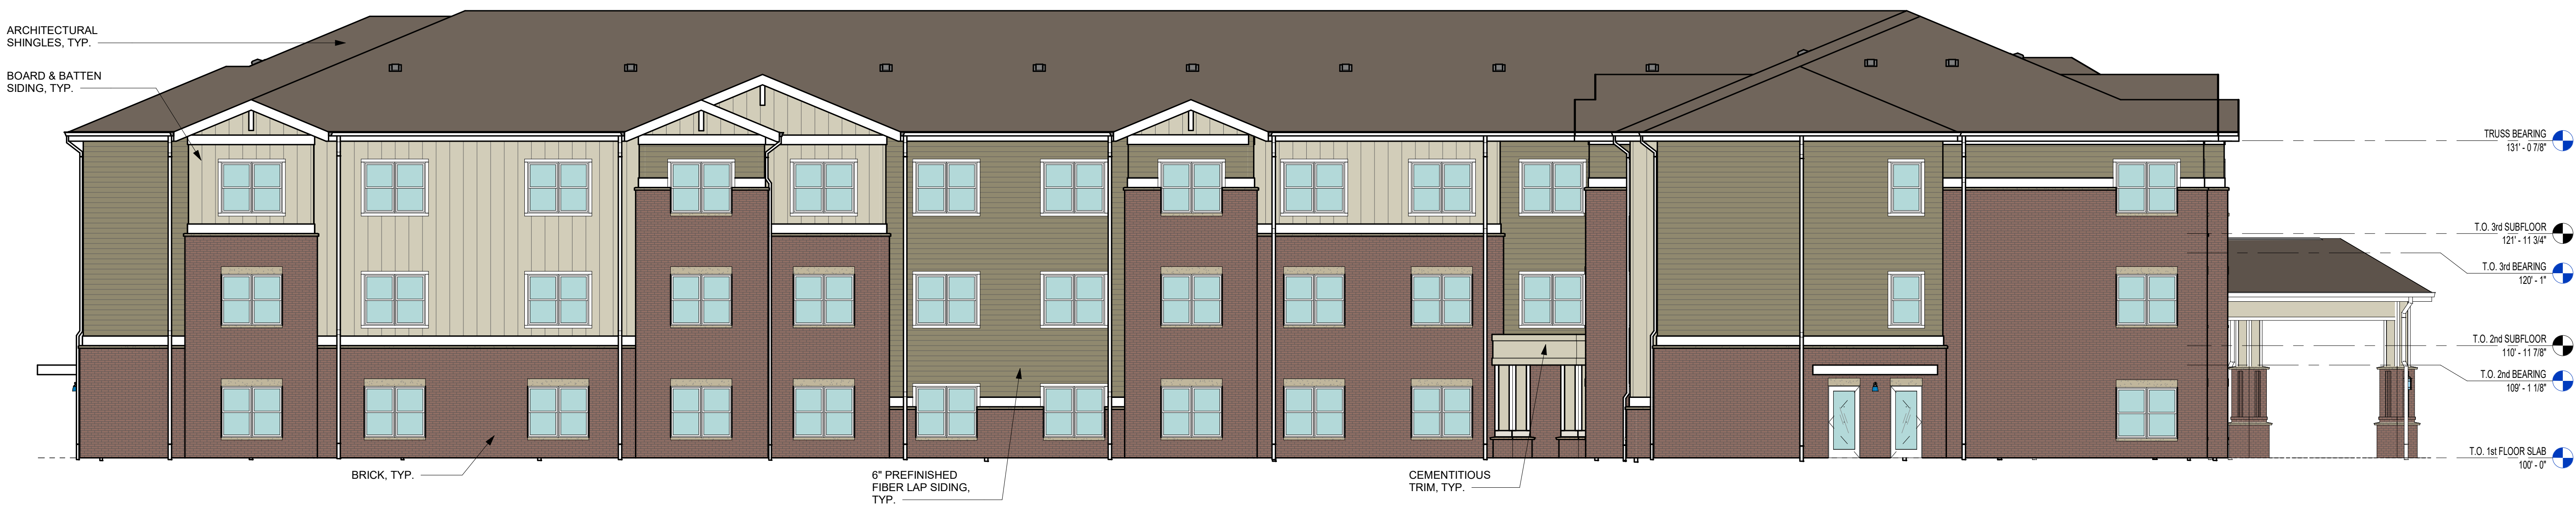 ARCHITECTURAL
SHINGLES, TYP.
BOARD & BATTEN
SIDING, TYP.
BRICK, TYP.
6" PREFINISHED
FIBER LAP SIDING,
TYP.
CEMENTITIOUS
TRIM, TYP.
TRUSS BEARING
131' - 0 7/8"
T.O. 3rd SUBFLOOR
121' - 11 3/4"
T.O. 3rd BEARING
120' - 1"
T.O. 2nd SUBFLOOR
110' - 11 7/8"
T.O. 2nd BEARING
109' - 1 1/8"
T.O. 1st FLOOR SLAB
100' - 0"